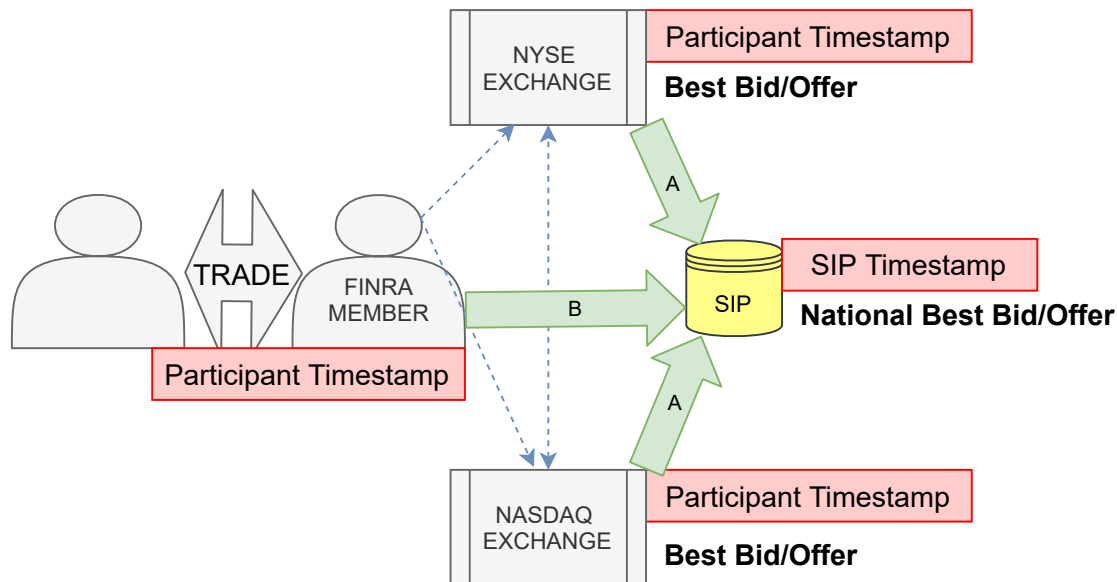 NYSE
EXCHANGE
Participant Timestamp
Best Bid/Offer
A
TRADE
FINRA
MEMBER
Participant Timestamp
B
SIP
SIP Timestamp
National Best Bid/Offer
A
NASDAQ
EXCHANGE
Participant Timestamp
Best Bid/Offer